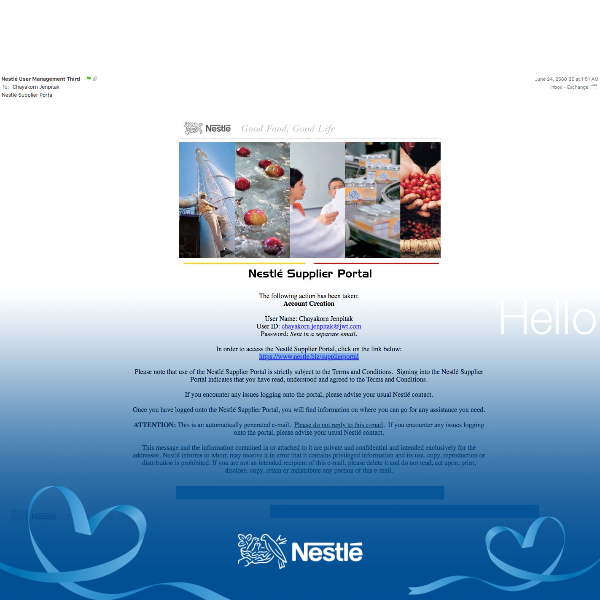 Nestlé User Management Third
June 24, 2560 BE at 1:51 AM
To: Chayakorn Jenpitak
Inbox - Exchange
Nestlé Supplier Portal
Nestlé Good Food, Good Life
Nestlé Supplier Portal
The following action has been taken:
Account Creation
User Name: Chayakorn Jenpitak
User ID: chayakorn.jenpitak@jwt.com
Password: Sent in a separate email.
Hello
In order to access the Nestlé Supplier Portal, click on the link below:
https://www.nestle.biz/supplierportal
Please note that use of the Nestlé Supplier Portal is strictly subject to the Terms and Conditions. Signing into the Nestlé Supplier
Portal indicates that you have read, understood and agreed to the Terms and Conditions.
If you encounter any issues logging onto the portal, please advise your usual Nestlé contact.
Once you have logged onto the Nestlé Supplier Portal, you will find information on where you can go for any assistance you need.
ATTENTION: This is an automatically generated e-mail. Please do not reply to this e-mail. If you encounter any issues logging
onto the portal, please advise your usual Nestlé contact.
This message and the information contained in or attached to it are private and confidential and intended exclusively for the
addressee. Nestlé informs to whom may receive it in error that it contains privileged information and its use, copy, reproduction or
distribution is prohibited. If you are not an intended recipient of this e-mail, please delete it and do not read, act upon, print,
disclose, copy, retain or redistribute any portion of this e-mail.
Nestlé
Nestlé